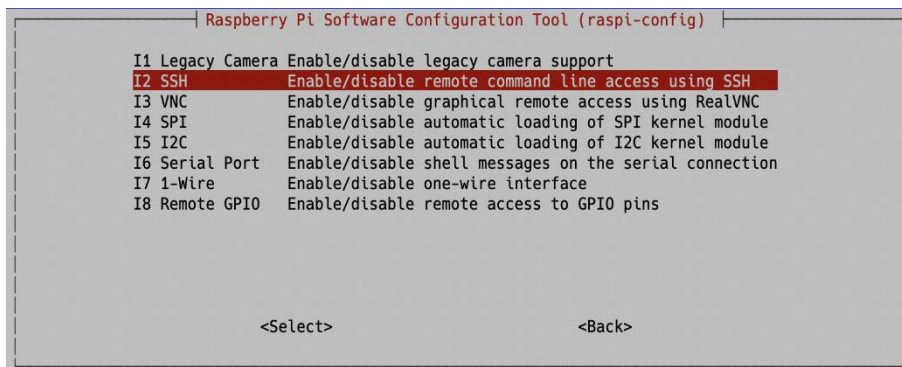 Raspberry Pi Software Configuration Tool (raspi-config)
I1 Legacy Camera Enable/disable legacy camera support
I2 SSH Enable/disable remote command line access using SSH
I3 VNC Enable/disable graphical remote access using RealVNC
I4 SPI Enable/disable automatic loading of SPI kernel module
I5 I2C Enable/disable automatic loading of I2C kernel module
I6 Serial Port Enable/disable shell messages on the serial connection
I7 1-Wire Enable/disable one-wire interface
I8 Remote GPIO Enable/disable remote access to GPIO pins
<Select> <Back>